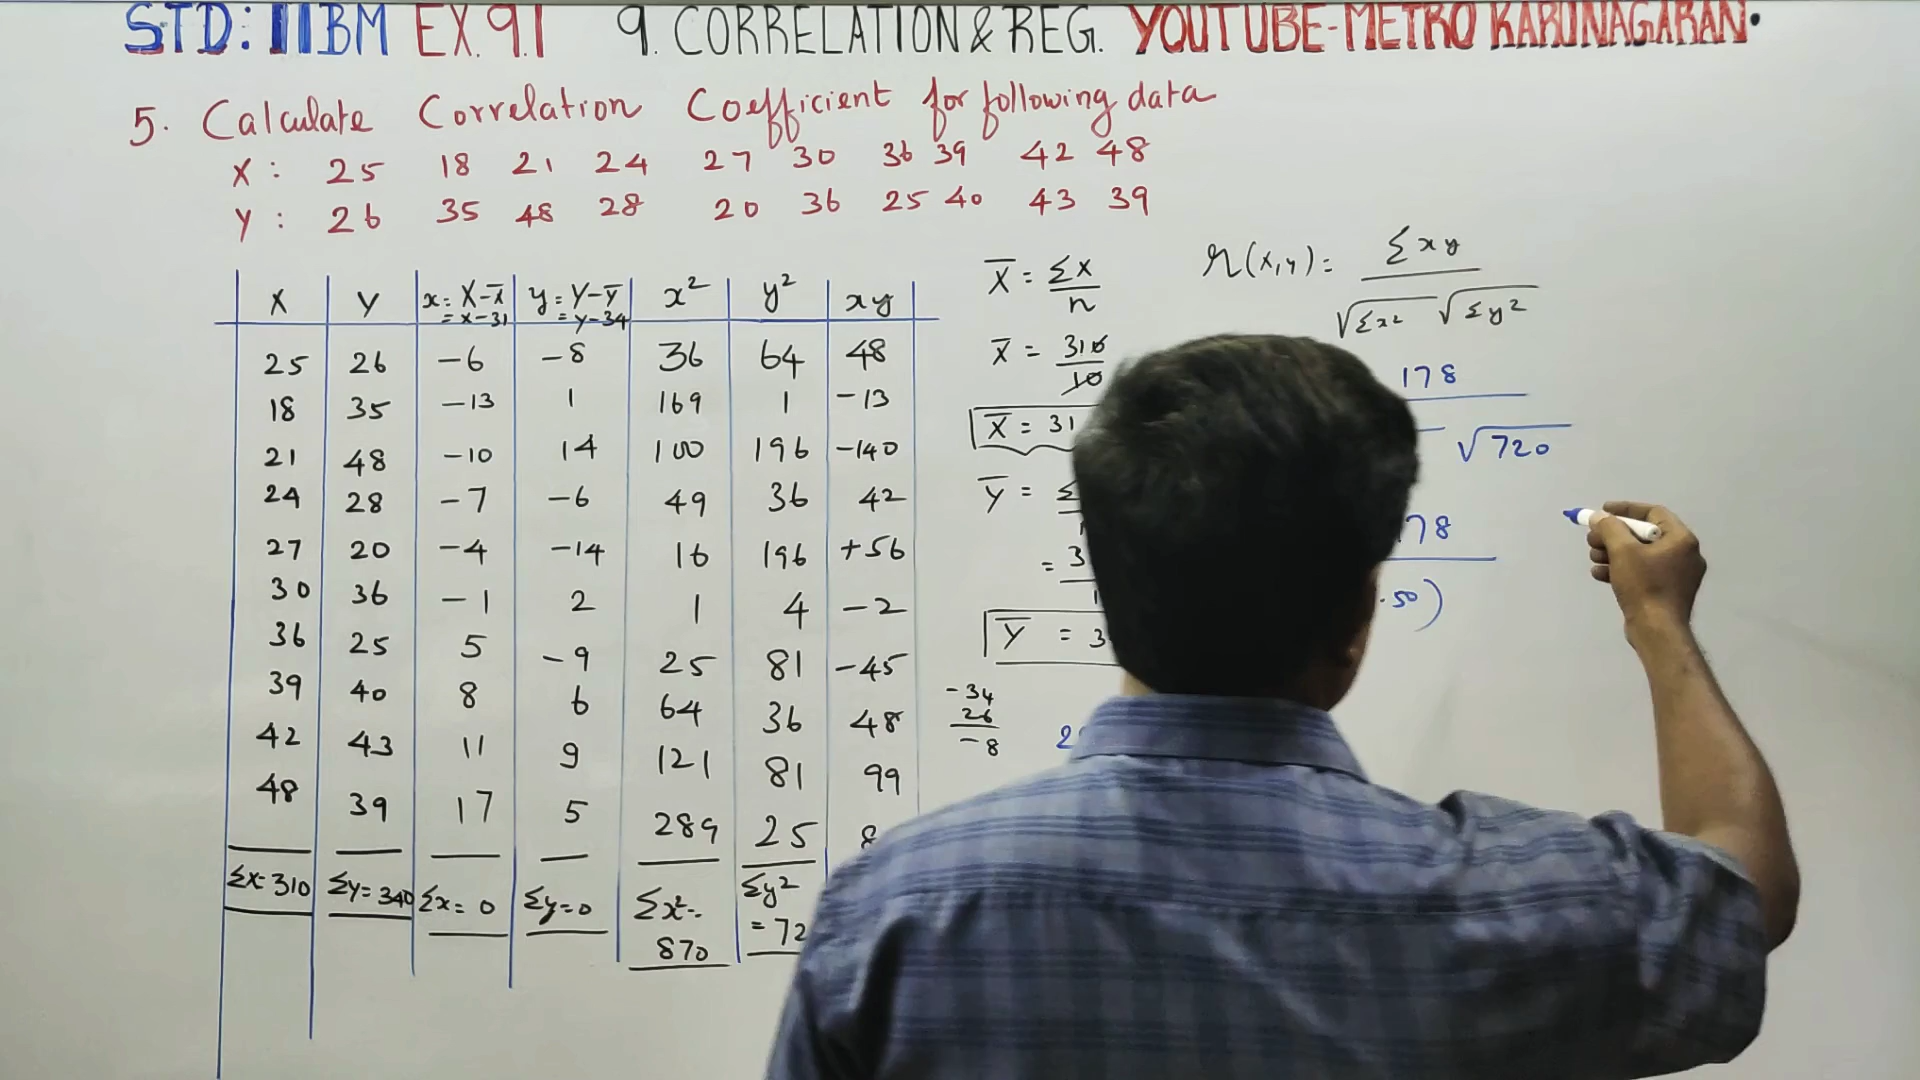 STD: 11BM EX.9.1 9. CORRELATION & REG. YOUTUBE-METRO KARUNAGARAN.
5. Calculate Correlation Coefficient for following data
X : 25 18 21 24 27 30 36 39 42 48
Y : 26 35 48 28 20 36 25 40 43 39
X Y x = X-X̅ y = Y-Y̅ x² y² xy
= x-31 = y-34
25 26 -6 -8 36 64 48
18 35 -13 1 169 1 -13
21 48 -10 14 100 196 -140
24 28 -7 -6 49 36 42
27 20 -4 -14 16 196 +56
30 36 -1 2 1 4 -2
36 25 5 -9 25 81 -45
39 40 8 6 64 36 48
42 43 11 9 121 81 99
48 39 17 5 289 25
Σx=310 Σy=340 Σx=0 Σy=0 Σx²=
870
Σy²
=72
X̅ = Σx
n
X̅ = 310
10
X̅ = 31
Y̅ =
=
Y̅ =
-34
26
-8
r(x,y) = Σxy
√Σx² √Σy²
178
√720
78
.50)